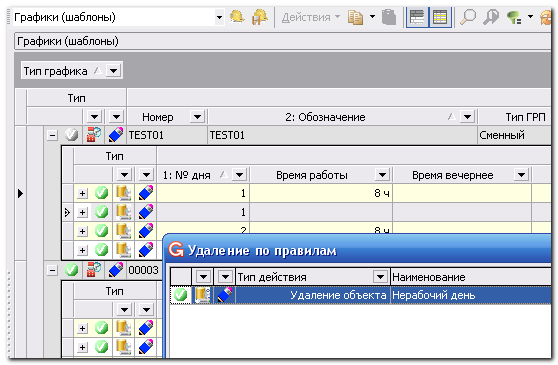 Графики (шаблоны) Действия
Графики (шаблоны)
Тип графика
Тип
Номер 2: Обозначение Тип ГРП
TEST01 TEST01 Сменный
Тип
1: № дня Время работы Время вечернее
1 8 ч
1
2 8 ч
Удаление по правилам
00003
Тип действия Наименование
Тип
Удаление объекта Нерабочий день